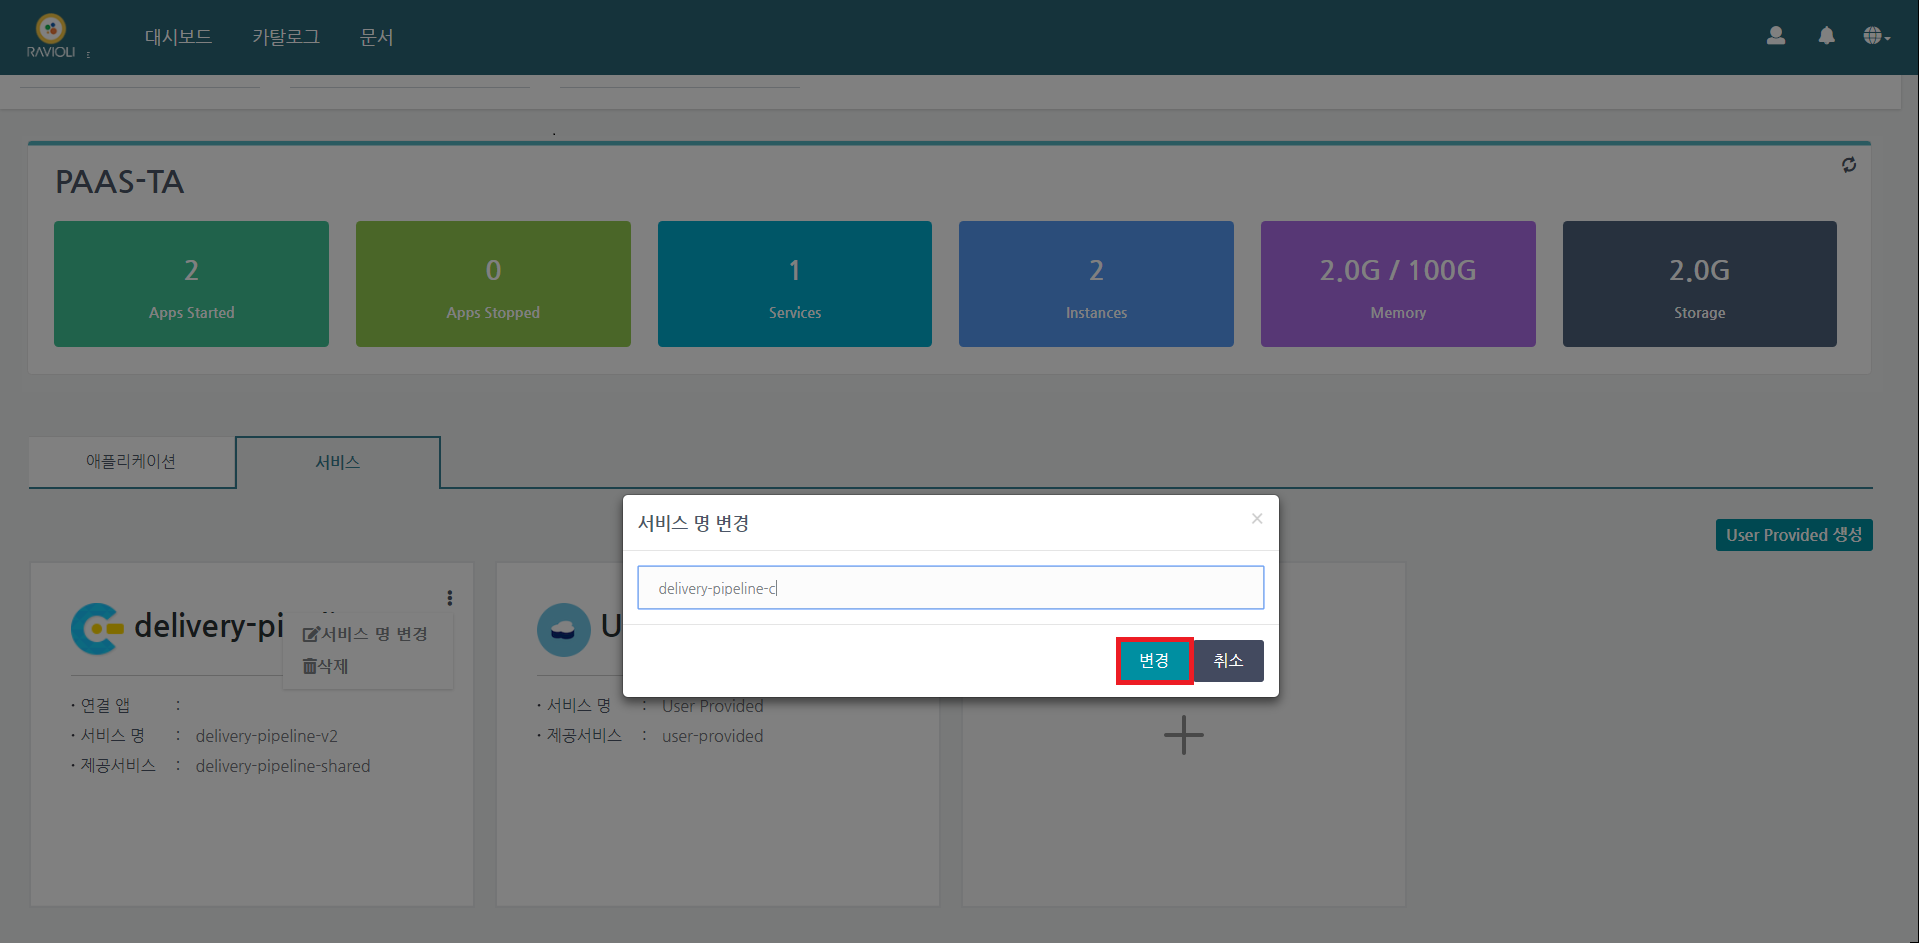 RAVIOLI
대시보드
카탈로그
문서
PAAS-TA
2
Apps Started
0
Apps Stopped
1
Services
2
Instances
2.0G / 100G
Memory
2.0G
Storage
애플리케이션
서비스
User Provided 생성
서비스 명 변경
×
delivery-pipeline-c
변경
취소
delivery-pi
서비스 명 변경
삭제
· 연결 앱 :
· 서비스 명 : delivery-pipeline-v2
· 제공서비스 : delivery-pipeline-shared
U
· 서비스 명 : User Provided
· 제공서비스 : user-provided